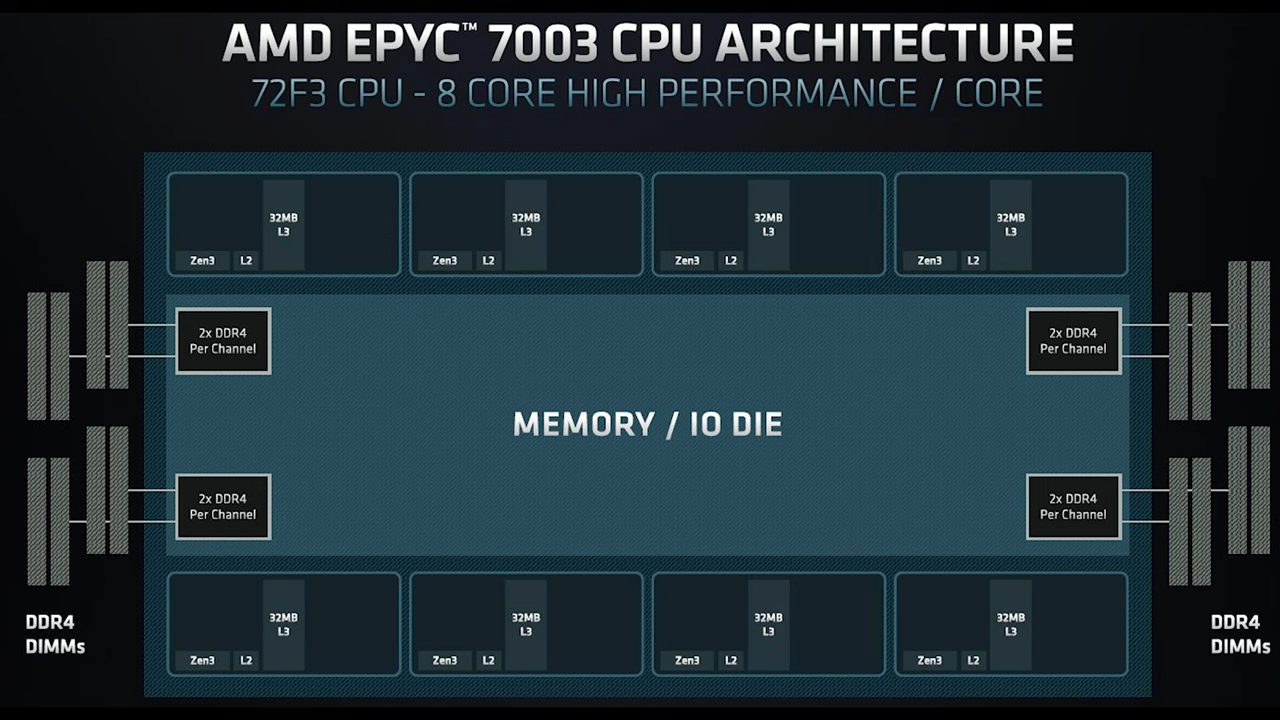 AMD EPYC™ 7003 CPU ARCHITECTURE
72F3 CPU - 8 CORE HIGH PERFORMANCE / CORE
32MB
L3
Zen3 L2
32MB
L3
Zen3 L2
32MB
L3
Zen3 L2
32MB
L3
Zen3 L2
2x DDR4
Per Channel
2x DDR4
Per Channel
MEMORY / IO DIE
2x DDR4
Per Channel
2x DDR4
Per Channel
32MB
L3
Zen3 L2
32MB
L3
Zen3 L2
32MB
L3
Zen3 L2
32MB
L3
Zen3 L2
DDR4
DIMMs
DDR4
DIMMs